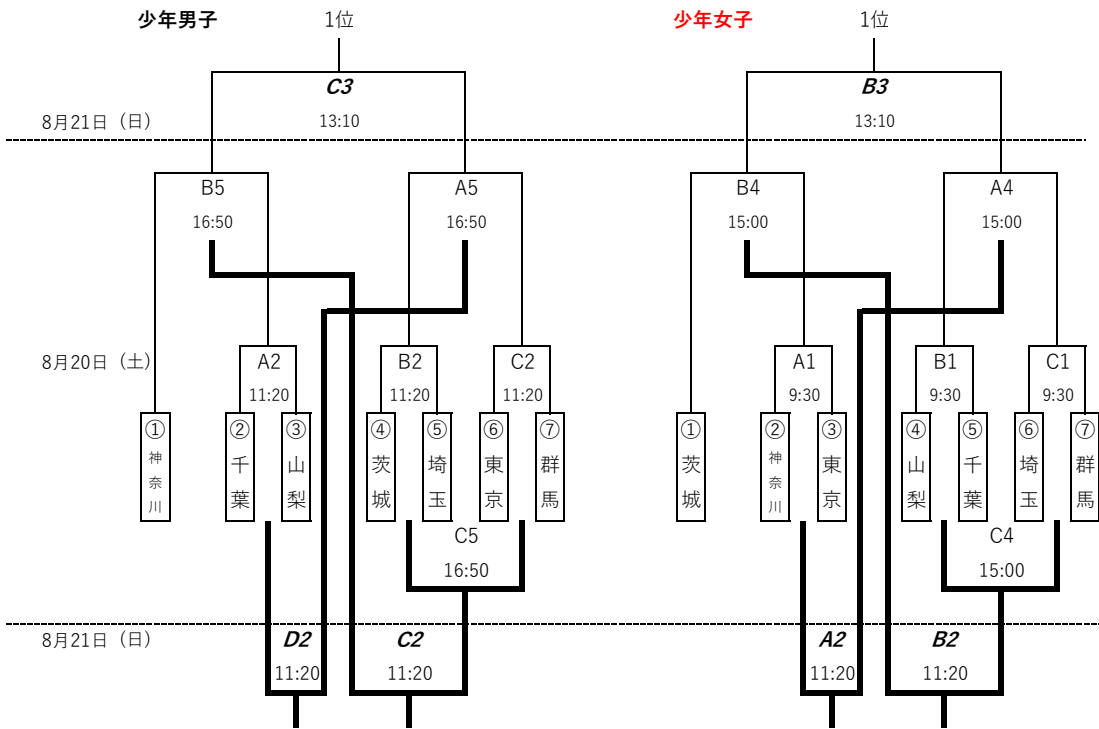 少年男子 1位 少年女子 1位
C3 B3
8月21日（日） 13:10 13:10
B5 A5 B4 A4
16:50 16:50 15:00 15:00
8月20日（土） A2 B2 C2 A1 B1 C1
11:20 11:20 11:20 9:30 9:30 9:30
①神奈川
②千葉
③山梨
④茨城
⑤埼玉
⑥東京
⑦群馬
①茨城
②神奈川
③東京
④山梨
⑤千葉
⑥埼玉
⑦群馬
C5 C4
16:50 15:00
8月21日（日） D2 C2 A2 B2
11:20 11:20 11:20 11:20